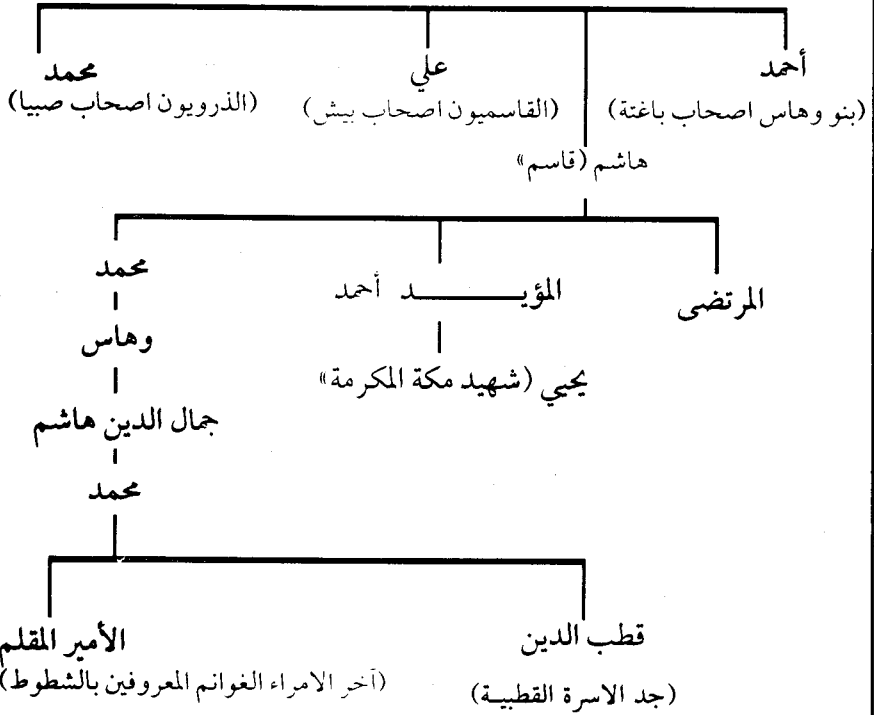 أحمد
(بنو وهاس اصحاب باغتة)
علي
(القاسميون اصحاب بيش)
محمد
(الذرويون اصحاب صبيا)
هاشم (قاسم»
المرتضى
المؤيـــــــد أحمد
يحيي (شهيد مكة المكرمة»
محمد
وهاس
جمال الدين هاشم
محمد
قطب الدين
(جد الاسرة القطبيـة)
الأمير المقلم
(آخر الامراء الغوانم المعروفين بالشطوط)